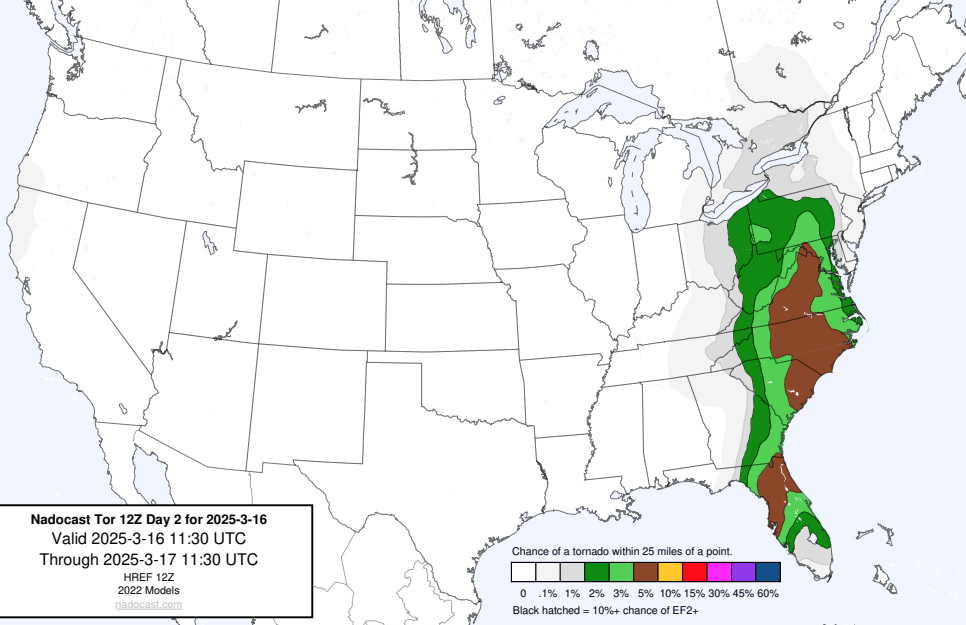 Nadocast Tor 12Z Day 2 for 2025-3-16
Valid 2025-3-16 11:30 UTC
Through 2025-3-17 11:30 UTC
HREF 12Z
2022 Models
nadocast.com
Chance of a tornado within 25 miles of a point.
0 .1% 1% 2% 3% 5% 10% 15% 30% 45% 60%
Black hatched = 10%+ chance of EF2+